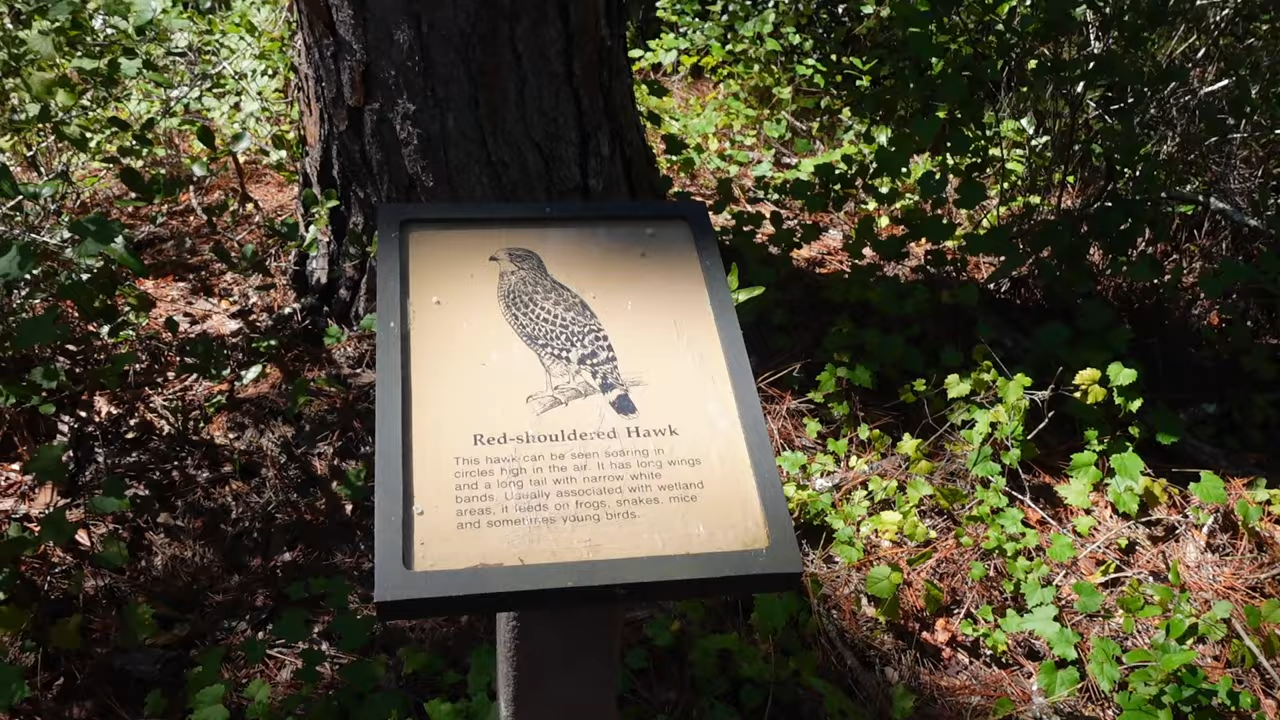 Red-shouldered Hawk
This hawk can be seen soaring in
circles high in the air. It has long wings
and a long tail with narrow white
bands. Usually associated with wetland
areas, it feeds on frogs, snakes, mice
and sometimes young birds.